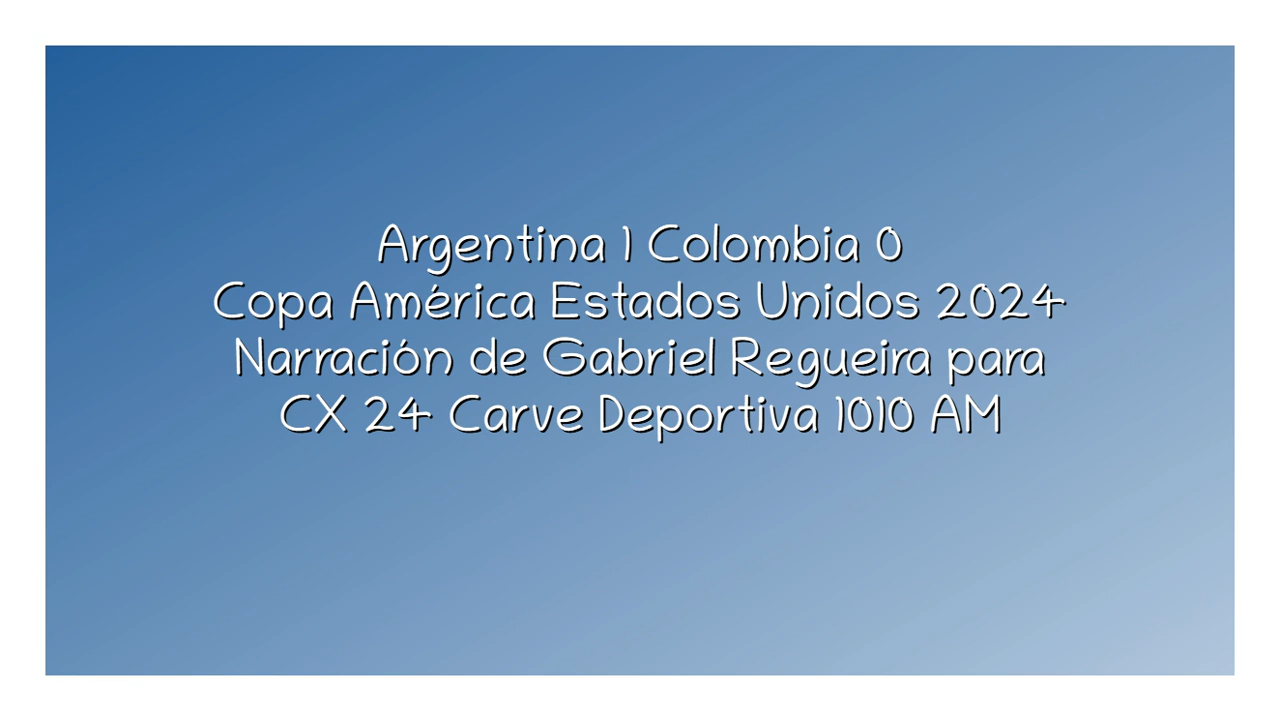 Argentina 1 Colombia 0
Copa América Estados Unidos 2024
Narración de Gabriel Regueira para
CX 24 Carve Deportiva 1010 AM